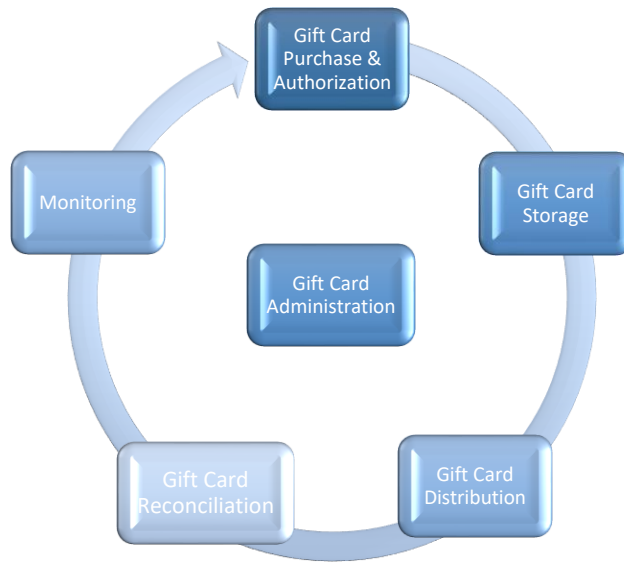 Gift Card
Purchase &
Authorization
Gift Card
Storage
Gift Card
Distribution
Gift Card
Reconciliation
Monitoring
Gift Card
Administration